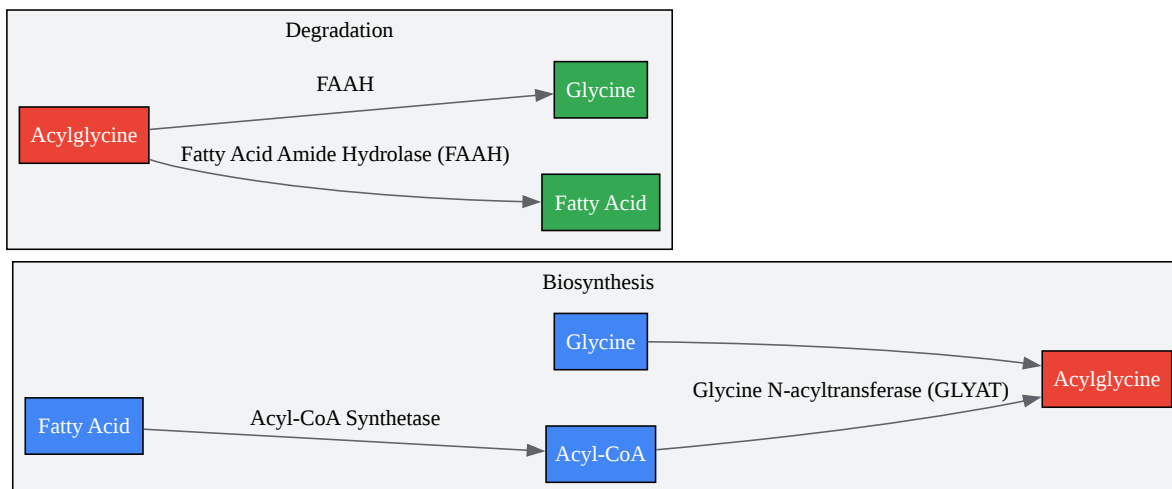 Degradation
FAAH
Glycine
Acylglycine
Fatty Acid Amide Hydrolase (FAAH)
Fatty Acid
Biosynthesis
Glycine
Acylglycine
Glycine N-acyltransferase (GLYAT)
Fatty Acid
Acyl-CoA Synthetase
Acyl-CoA